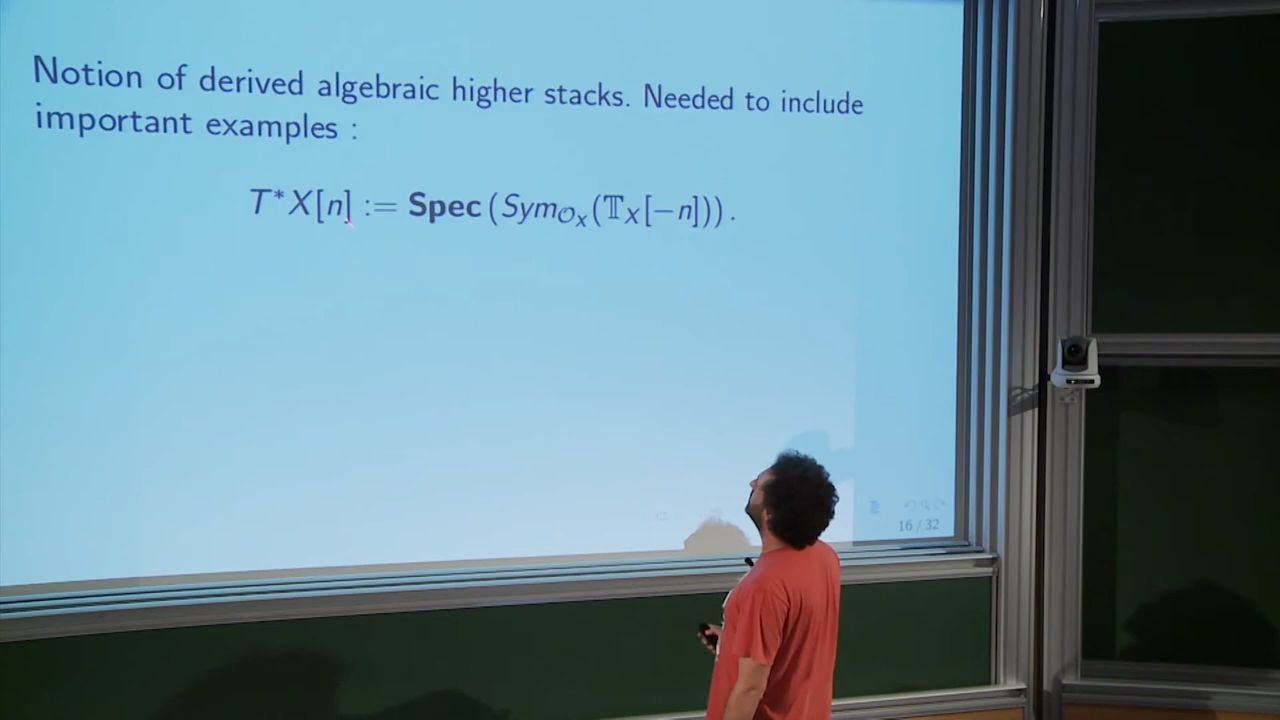 Notion of derived algebraic higher stacks. Needed to include
important examples :
T*X[n] := Spec (Sym_{O_X}(𝕋_X[−n])).
16 / 32